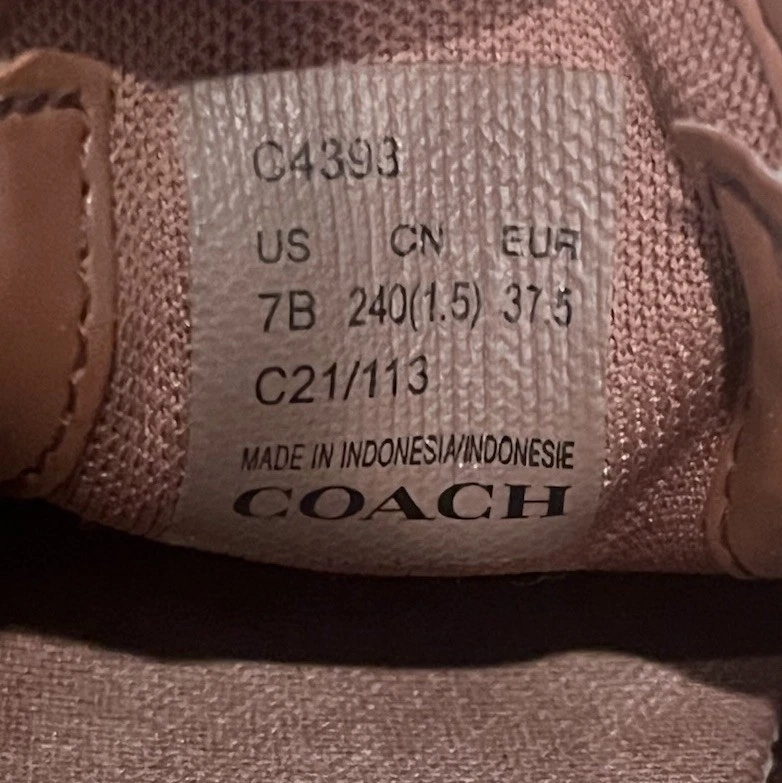 C4393
US CN EUR
7B 240(1.5) 37.5
C21/113
MADE IN INDONESIA/INDONESIE
COACH